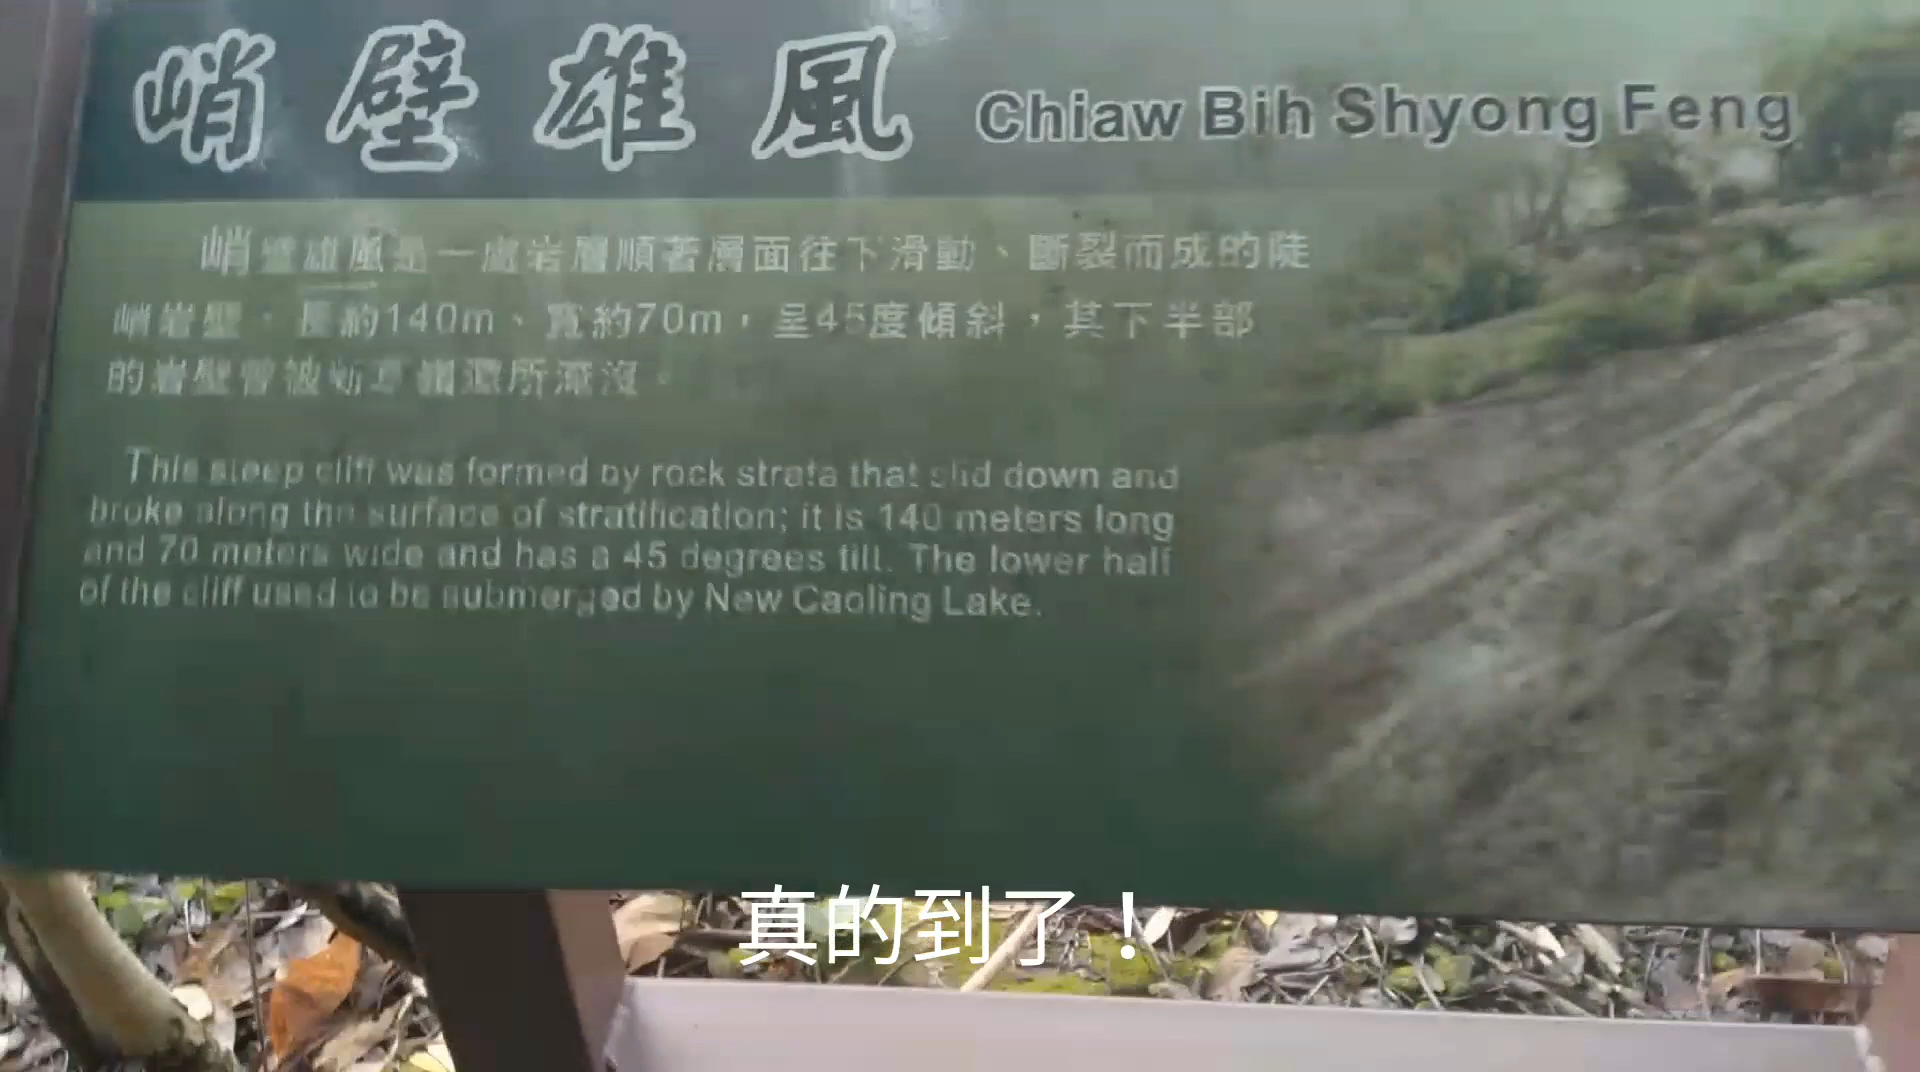 峭壁雄風 Chiaw Bih Shyong Feng
峭壁雄風是一處岩層順著層面往下滑動、斷裂而成的陡
峭岩壁。長約140m、寬約70m，呈45度傾斜，其下半部
的岩壁曾被新草嶺潭所淹沒。
This steep cliff was formed by rock strata that slid down and
broke along the surface of stratification; it is 140 meters long
and 70 meters wide and has a 45 degrees tilt. The lower half
of the cliff used to be submerged by New Caoling Lake.
真的到了！